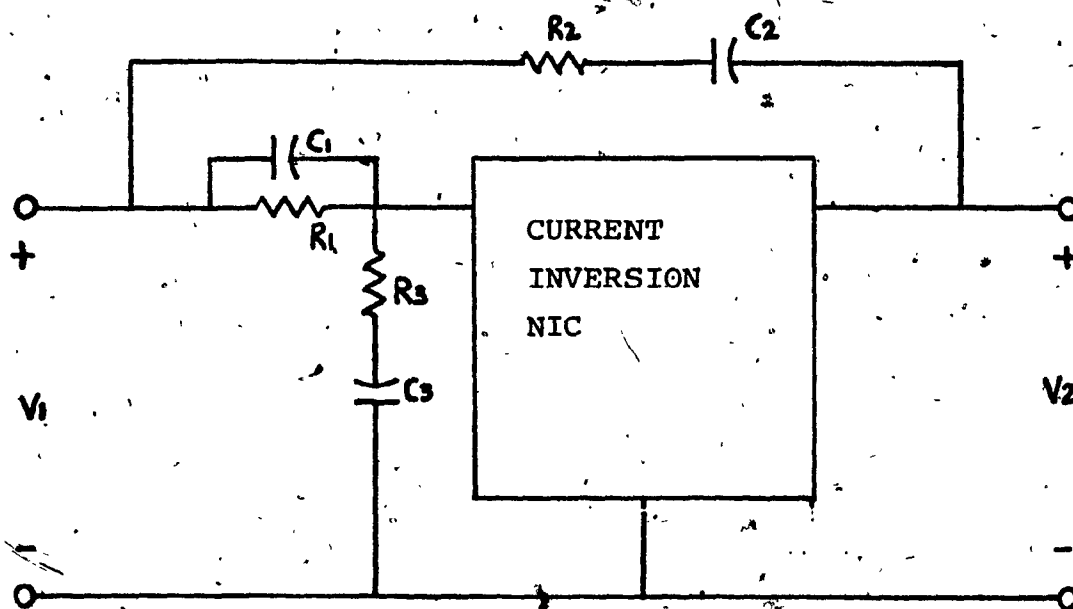 R2
C2
C1
R1
+
+
CURRENT
INVERSION
NIC
R3
C3
V1
V2
-
-